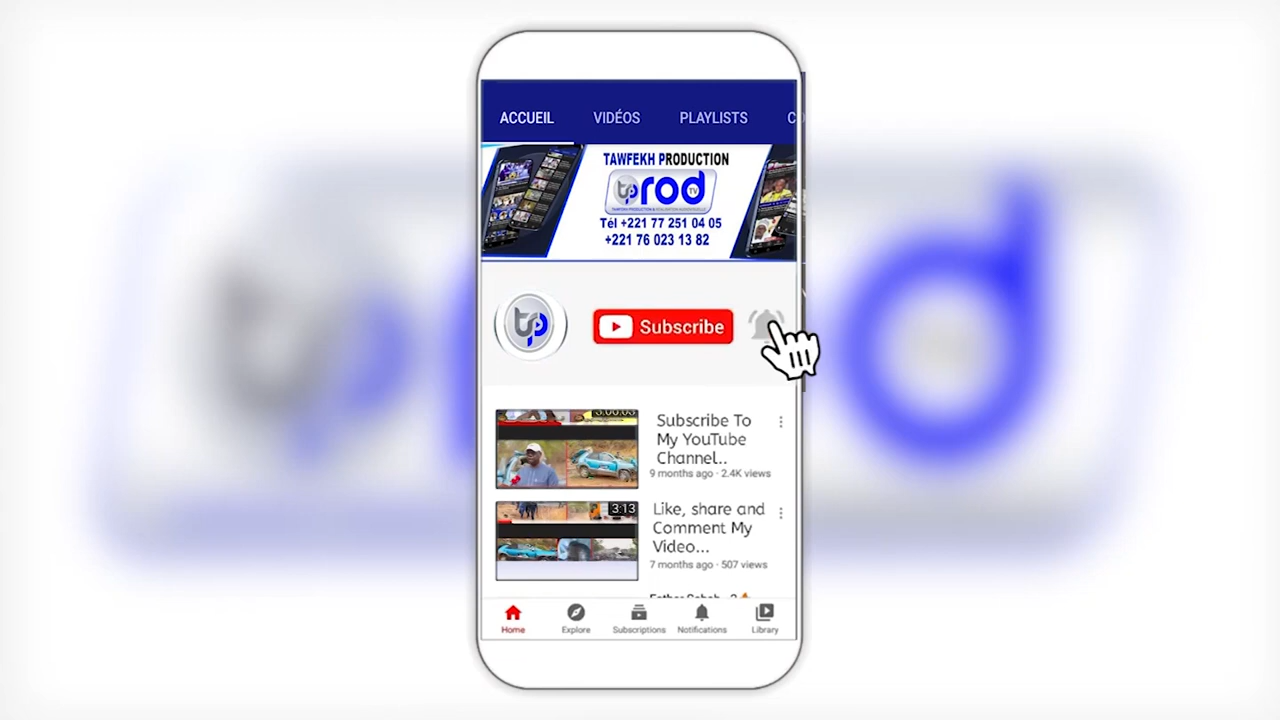 ACCUEIL VIDÉOS PLAYLISTS
TAWFEKH PRODUCTION
tprod TV
Tél +221 77 251 04 05
+221 76 023 13 82
tp
Subscribe
Subscribe To
My YouTube
Channel..
9 months ago · 2.4K views
3:13
Like, share and
Comment My
Video...
7 months ago · 507 views
Home Explore Subscriptions Notifications Library